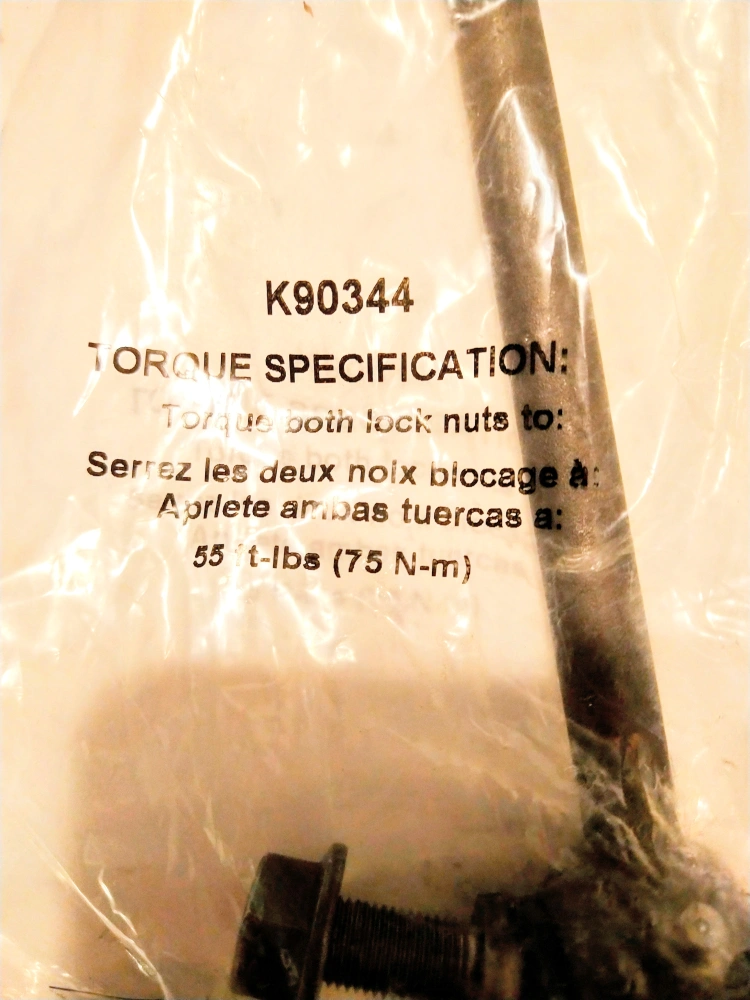 K90344
TORQUE SPECIFICATION:
Torque both lock nuts to:
Serrez les deux noix blocage à:
Apriete ambas tuercas a:
55 ft-lbs (75 N-m)